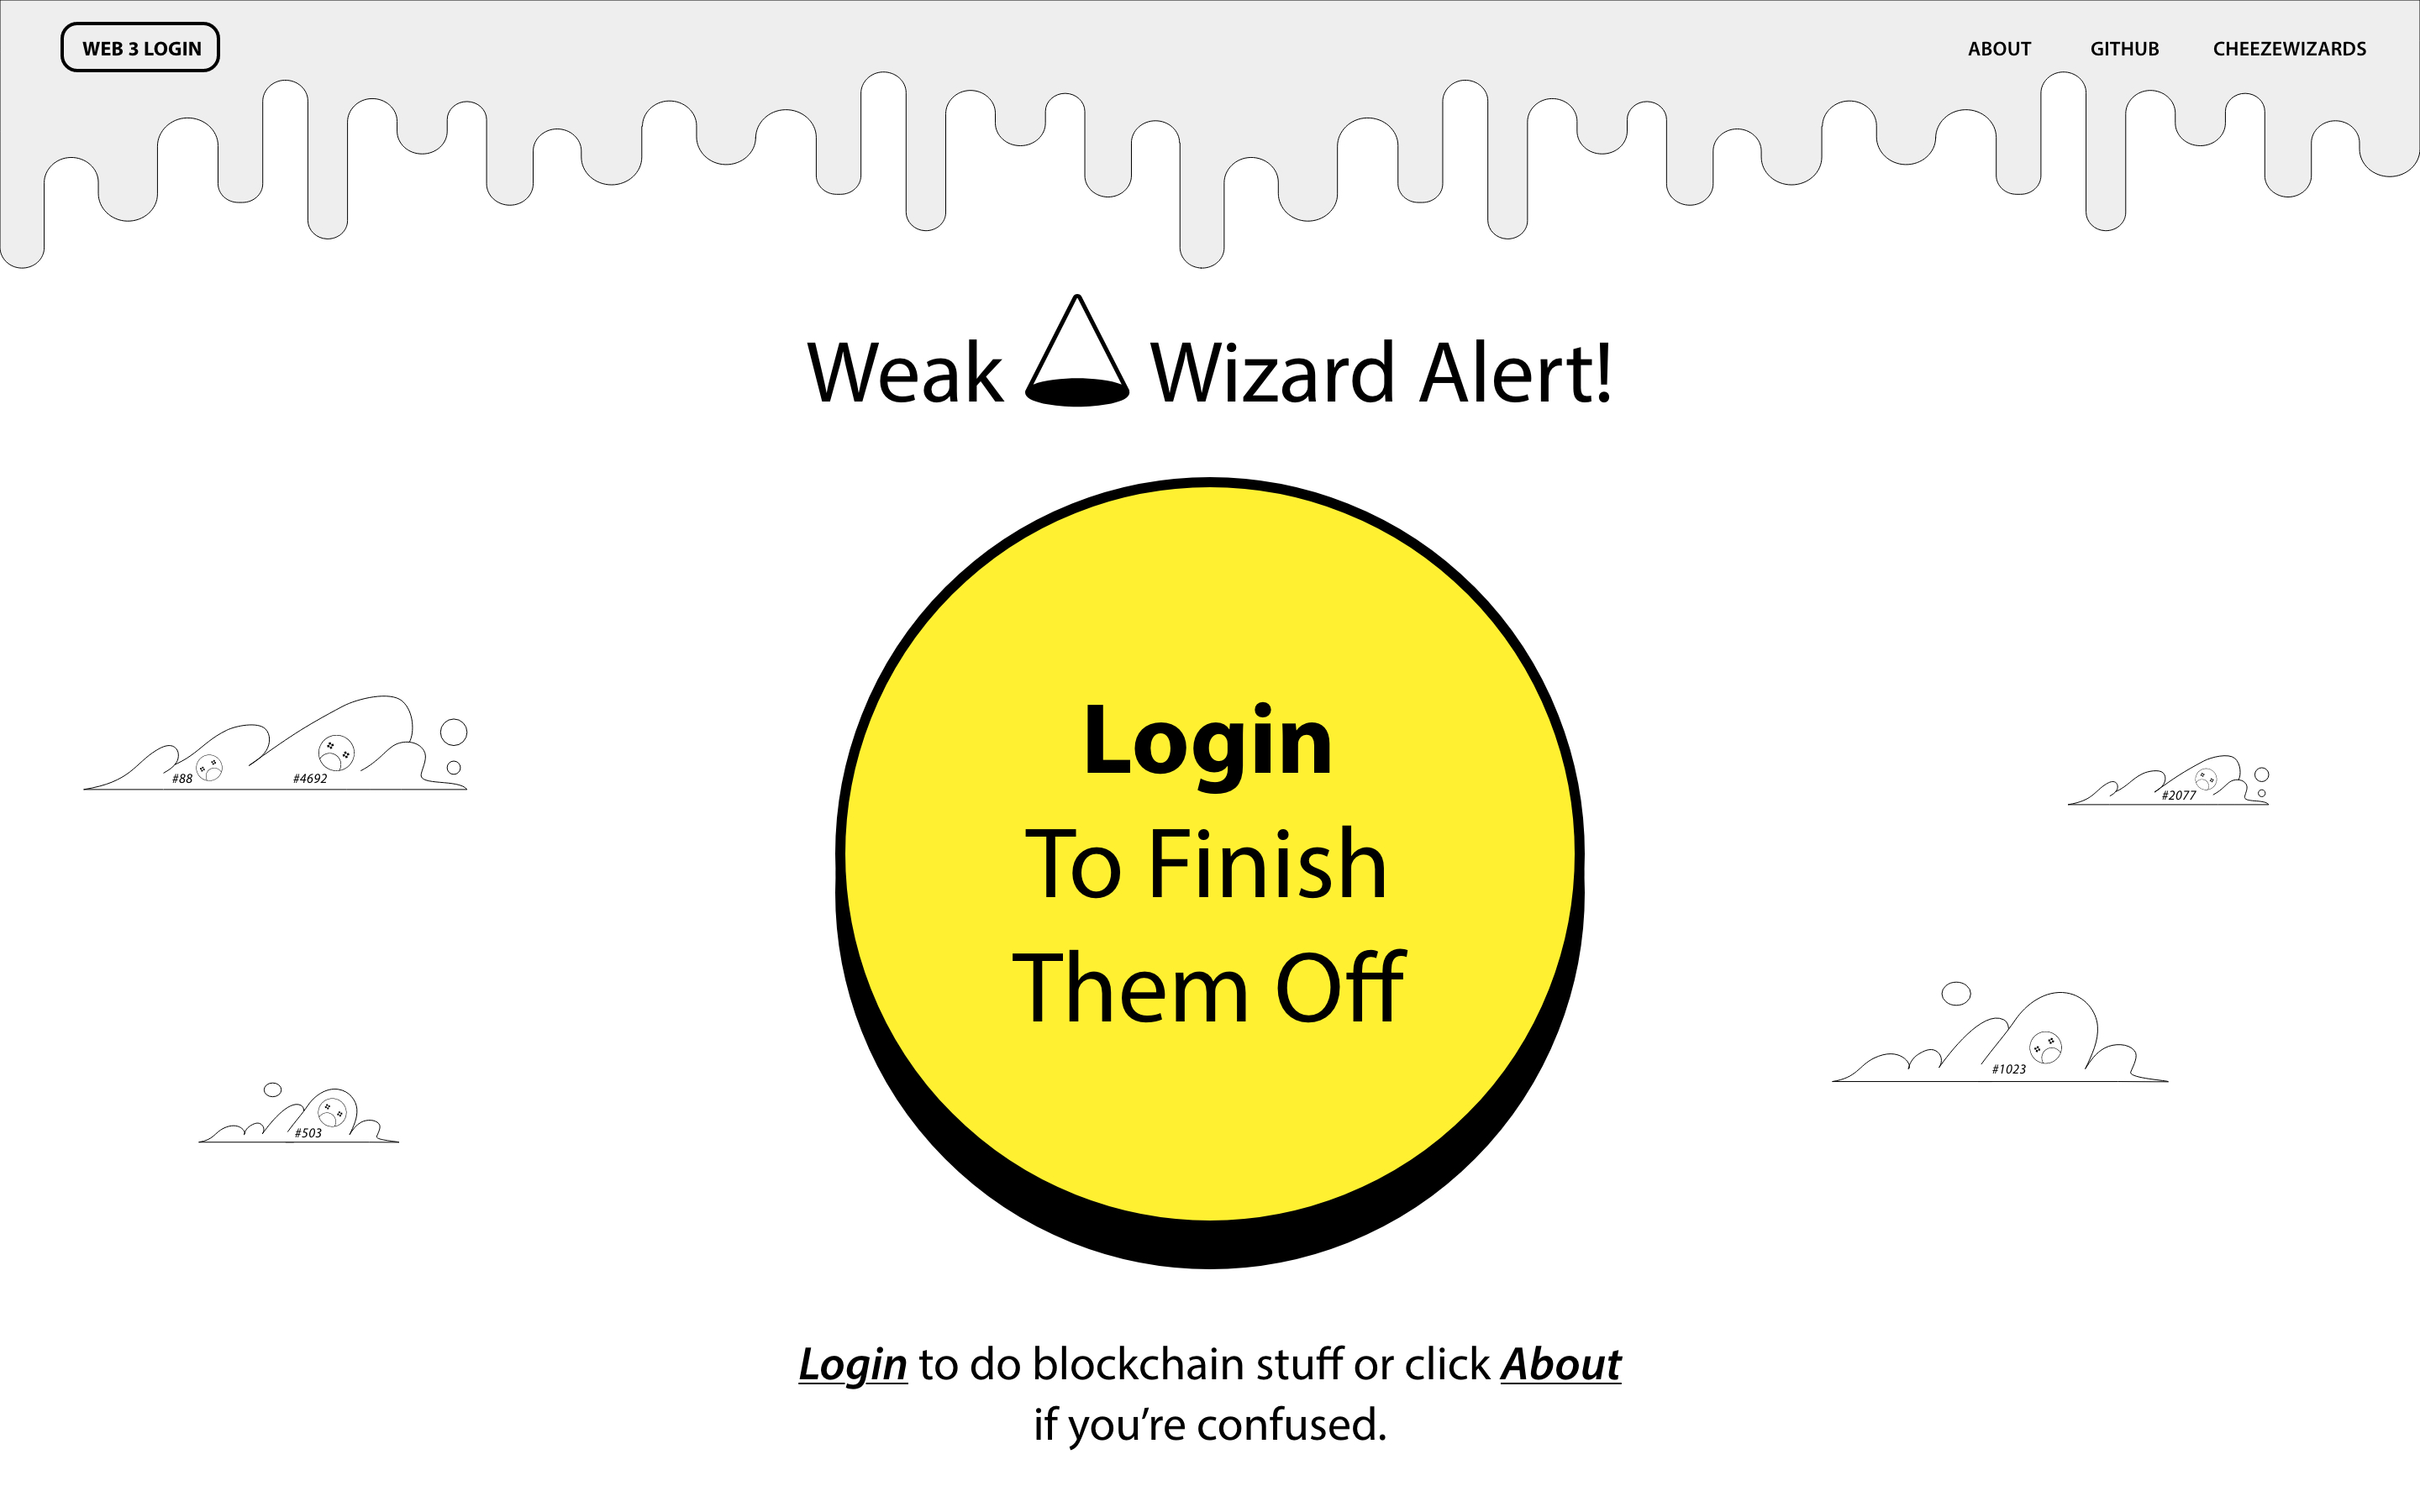 WEB 3 LOGIN
ABOUT GITHUB CHEEZEWIZARDS
Weak Wizard Alert!
Login
To Finish
Them Off
#88
#4692
#2077
#1023
#503
Login to do blockchain stuff or click About
if you’re confused.